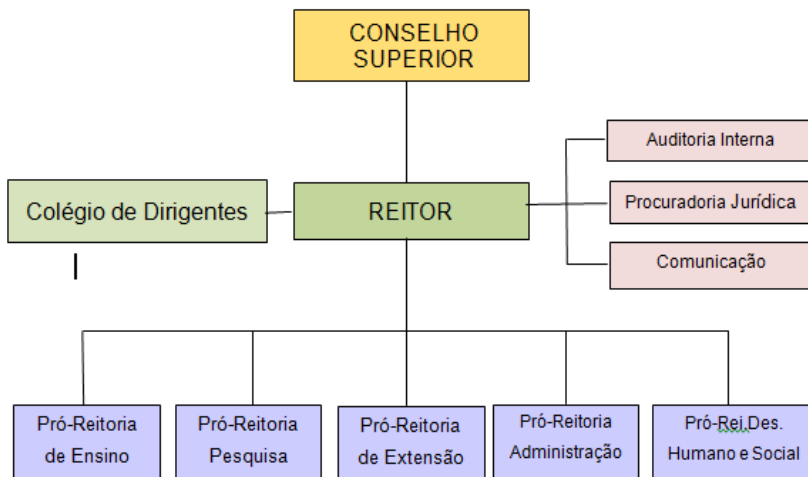 CONSELHO
SUPERIOR
Auditoria Interna
Colégio de Dirigentes
REITOR
Procuradoria Jurídica
Comunicação
Pró-Reitoria
de Ensino
Pró-Reitoria
Pesquisa
Pró-Reitoria
de Extensão
Pró-Reitoria
Administração
Pró-Rei.Des.
Humano e Social